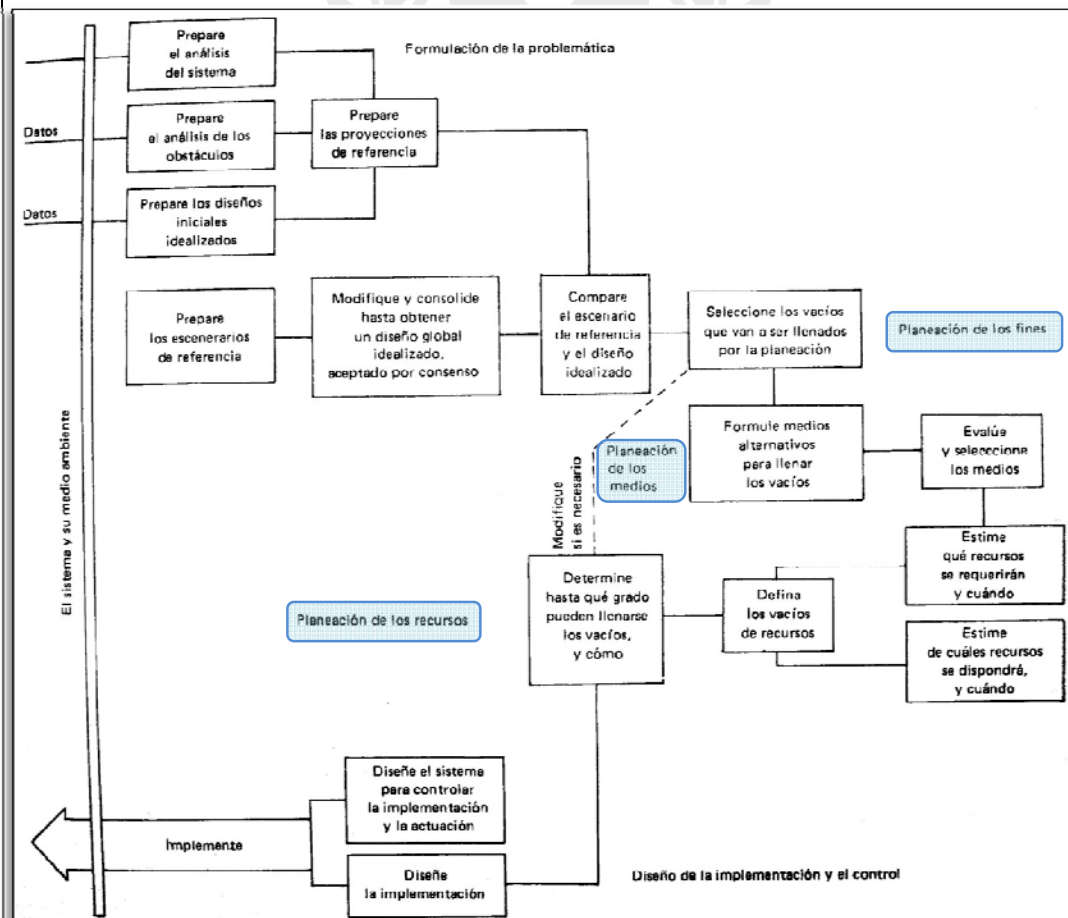 Prepare
el análisis
del sistema
Formulación de la problemática
Datos
Prepare
el análisis de los
obstáculos
Prepare
las proyecciones
de referencia
Datos
Prepare los diseños
iniciales
idealizados
Prepare
los escenerarios
de referencia
Modifique y consolide
hasta obtener
un diseño global
idealizado,
aceptado por consenso
Compare
el escenario
de referencia
y el diseño
idealizado
Seleccione los vacíos
que van a ser llenados
por la planeación
Planeación de los fines
Formule medios
alternativos
para llenar
los vacíos
Evalúe
y seleccione
los medios
Planeación
de los
medios
Modifique
si es necesario
El sistema y su medio ambiente
Estime
qué recursos
se requerirán
y cuándo
Determine
hasta qué grado
pueden llenarse
los vacíos,
y cómo
Defina
los vacíos
de recursos
Planeación de los recursos
Estime
de cuáles recursos
se dispondrá,
y cuándo
Diseñe el sistema
para controlar
la implementación
y la actuación
Implemente
Diseñe
la implementación
Diseño de la implementación y el control